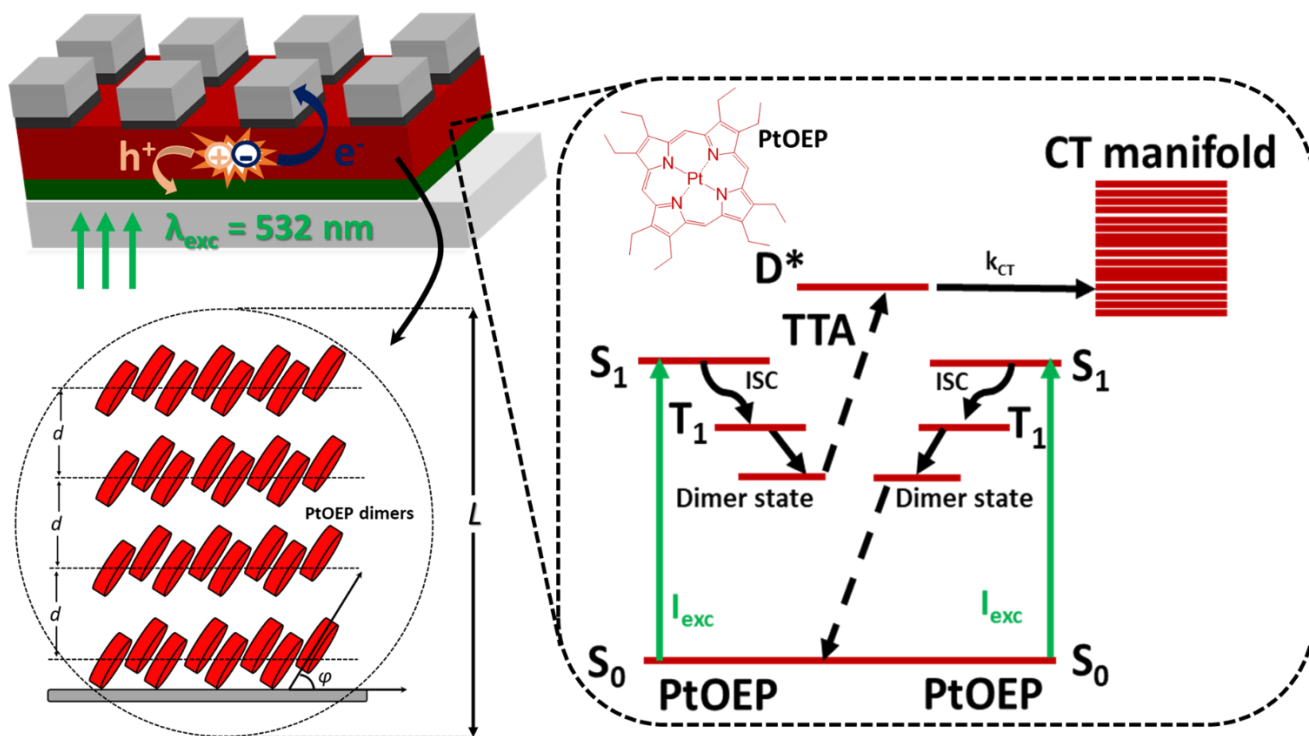 h⁺
+
-
e⁻
λexc = 532 nm
d
d
d
PtOEP dimers
L
φ
PtOEP
N
N
Pt
N
N
CT manifold
D*
kCT
TTA
S₁
ISC
ISC
S₁
T₁
T₁
Dimer state
Dimer state
Iexc
Iexc
S₀
S₀
PtOEP
PtOEP